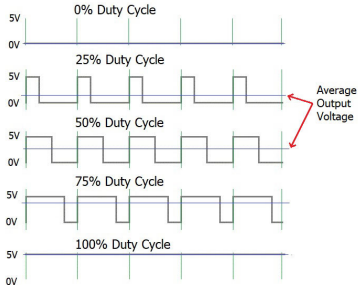 0% Duty Cycle
5V
0V
25% Duty Cycle
5V
0V
Average
Output
Voltage
50% Duty Cycle
5V
0V
75% Duty Cycle
5V
0V
100% Duty Cycle
5V
0V